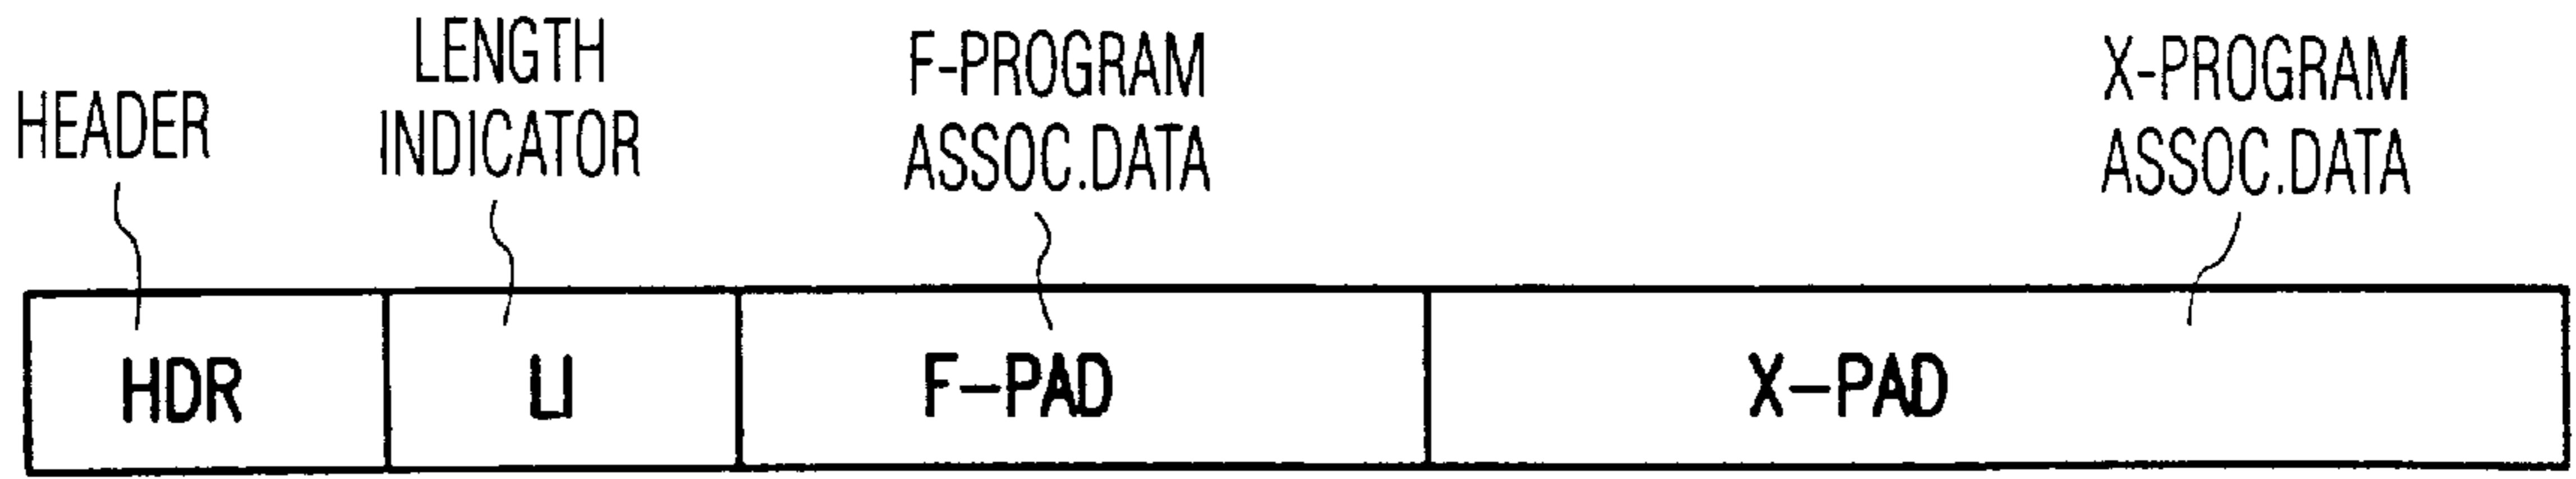 HEADER
LENGTH
INDICATOR
F-PROGRAM
ASSOC.DATA
X-PROGRAM
ASSOC.DATA
HDR
LI
F-PAD
X-PAD